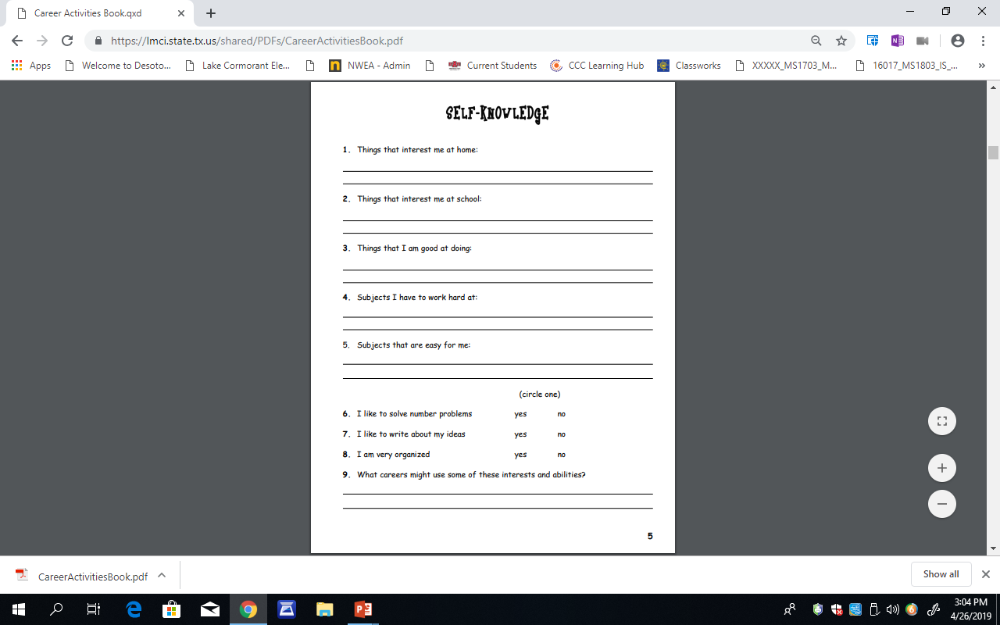 Career Activities Book.qxd
https://lmci.state.tx.us/shared/PDFs/CareerActivitiesBook.pdf
Apps Welcome to Desoto... Lake Cormorant Ele... NWEA - Admin Current Students CCC Learning Hub Classworks XXXXX_MS1703_M... 16017_MS1803_IS_... »
SELF-KNOWLEDGE
1. Things that interest me at home:
2. Things that interest me at school:
3. Things that I am good at doing:
4. Subjects I have to work hard at:
5. Subjects that are easy for me:
(circle one)
6. I like to solve number problems yes no
7. I like to write about my ideas yes no
8. I am very organized yes no
9. What careers might use some of these interests and abilities?
5
CareerActivitiesBook.pdf
Show all
3:04 PM
4/26/2019